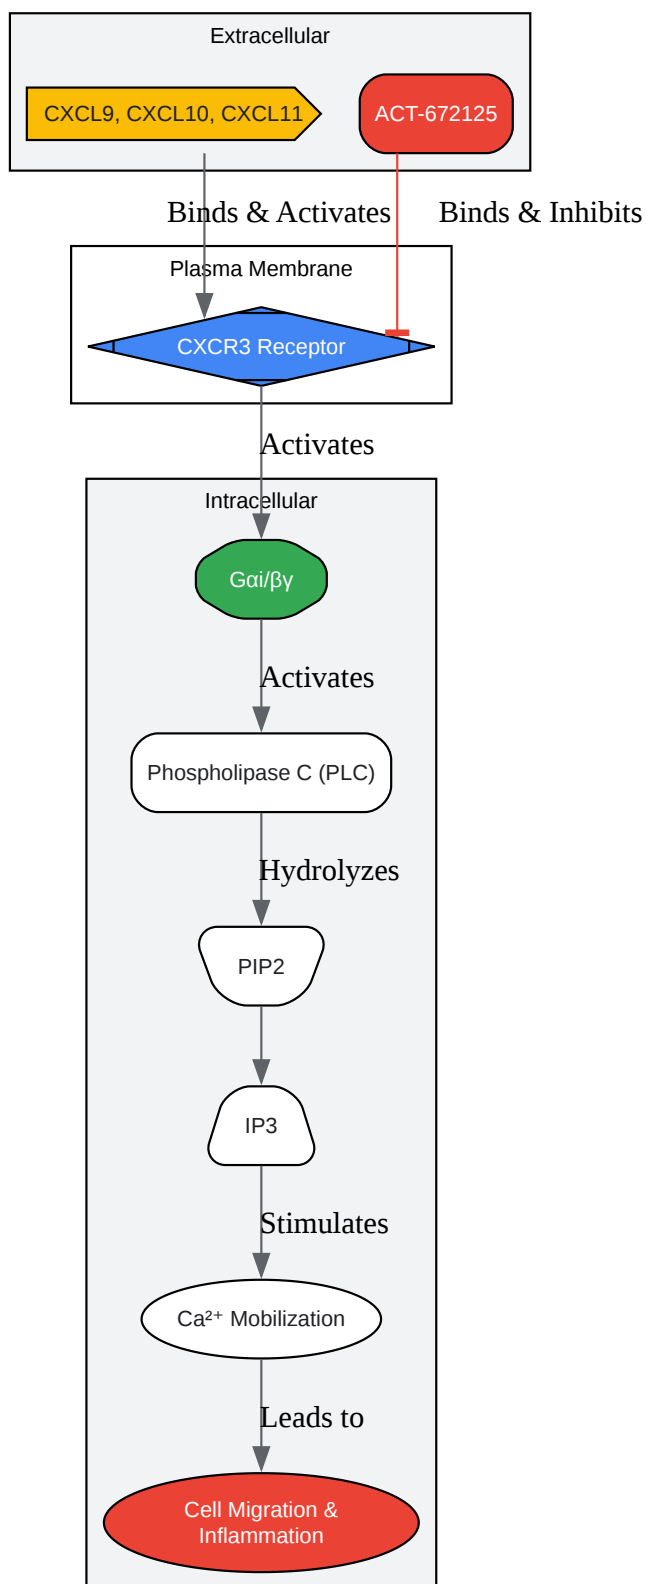 Extracellular
CXCL9, CXCL10, CXCL11
ACT-672125
Binds & Activates
Binds & Inhibits
Plasma Membrane
CXCR3 Receptor
Activates
Intracellular
Gαi/βγ
Activates
Phospholipase C (PLC)
Hydrolyzes
PIP2
IP3
Stimulates
Ca²⁺ Mobilization
Leads to
Cell Migration &
Inflammation